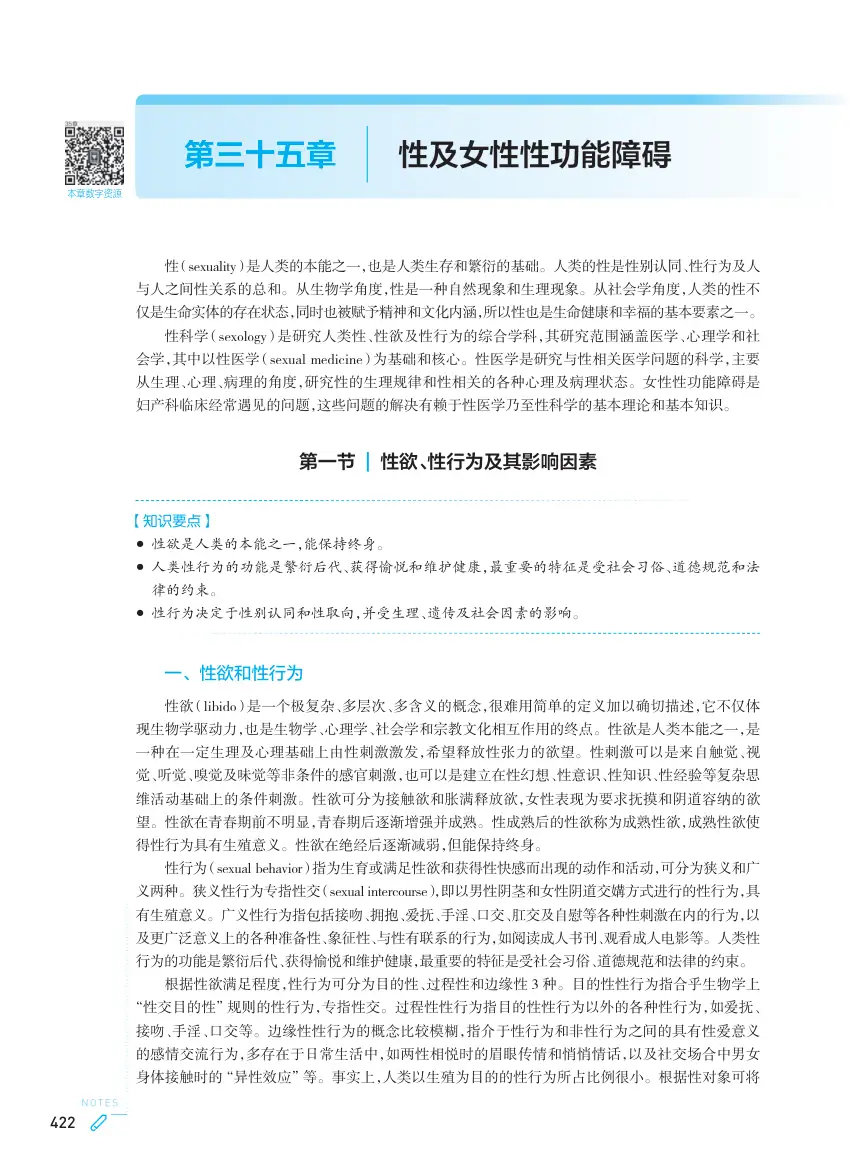 35章
本章数字资源
第三十五章
性及女性性功能障碍
性（sexuality）是人类的本能之一，也是人类生存和繁衍的基础。人类的性是性别认同、性行为及人
与人之间性关系的总和。从生物学角度，性是一种自然现象和生理现象。从社会学角度，人类的性不
仅是生命实体的存在状态，同时也被赋予精神和文化内涵，所以性也是生命健康和幸福的基本要素之一。
性科学（sexology）是研究人类性、性欲及性行为的综合学科，其研究范围涵盖医学、心理学和社
会学，其中以性医学（sexual medicine）为基础和核心。性医学是研究与性相关医学问题的科学，主要
从生理、心理、病理的角度，研究性的生理规律和性相关的各种心理及病理状态。女性性功能障碍是
妇产科临床经常遇见的问题，这些问题的解决有赖于性医学乃至性科学的基本理论和基本知识。
第一节 | 性欲、性行为及其影响因素
【知识要点】
● 性欲是人类的本能之一，能保持终身。
● 人类性行为的功能是繁衍后代、获得愉悦和维护健康，最重要的特征是受社会习俗、道德规范和法
律的约束。
● 性行为决定于性别认同和性取向，并受生理、遗传及社会因素的影响。
一、性欲和性行为
性欲（libido）是一个极复杂、多层次、多含义的概念，很难用简单的定义加以确切描述，它不仅体
现生物学驱动力，也是生物学、心理学、社会学和宗教文化相互作用的终点。性欲是人类本能之一，是
一种在一定生理及心理基础上由性刺激激发，希望释放性张力的欲望。性刺激可以是来自触觉、视
觉、听觉、嗅觉及味觉等非条件的感官刺激，也可以是建立在性幻想、性意识、性知识、性经验等复杂思
维活动基础上的条件刺激。性欲可分为接触欲和胀满释放欲，女性表现为要求抚摸和阴道容纳的欲
望。性欲在青春期前不明显，青春期后逐渐增强并成熟。性成熟后的性欲称为成熟性欲，成熟性欲使
得性行为具有生殖意义。性欲在绝经后逐渐减弱，但能保持终身。
性行为（sexual behavior）指为生育或满足性欲和获得性快感而出现的动作和活动，可分为狭义和广
义两种。狭义性行为专指性交（sexual intercourse），即以男性阴茎和女性阴道交媾方式进行的性行为，具
有生殖意义。广义性行为指包括接吻、拥抱、爱抚、手淫、口交、肛交及自慰等各种性刺激在内的行为，以
及更广泛意义上的各种准备性、象征性、与性有联系的行为，如阅读成人书刊、观看成人电影等。人类性
行为的功能是繁衍后代、获得愉悦和维护健康，最重要的特征是受社会习俗、道德规范和法律的约束。
根据性欲满足程度，性行为可分为目的性、过程性和边缘性 3 种。目的性性行为指合乎生物学上
“性交目的性”规则的性行为，专指性交。过程性性行为指目的性性行为以外的各种性行为，如爱抚、
接吻、手淫、口交等。边缘性性行为的概念比较模糊，指介于性行为和非性行为之间的具有性爱意义
的感情交流行为，多存在于日常生活中，如两性相悦时的眉眼传情和悄悄情话，以及社交场合中男女
身体接触时的“异性效应”等。事实上，人类以生殖为目的的性行为所占比例很小。根据性对象可将
NOTES
422